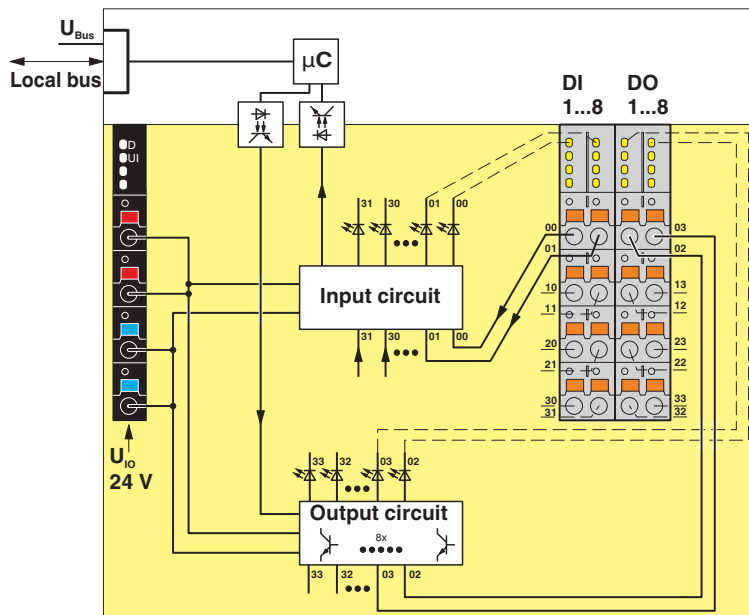 U_Bus
Local bus
μC
DI
1...8
DO
1...8
D
UI
31
30
01
00
00
01
03
02
Input circuit
10
11
13
12
31
30
01
00
20
21
23
22
30
31
33
32
U_IO
24 V
33
32
03
02
Output circuit
8x
33
32
03
02